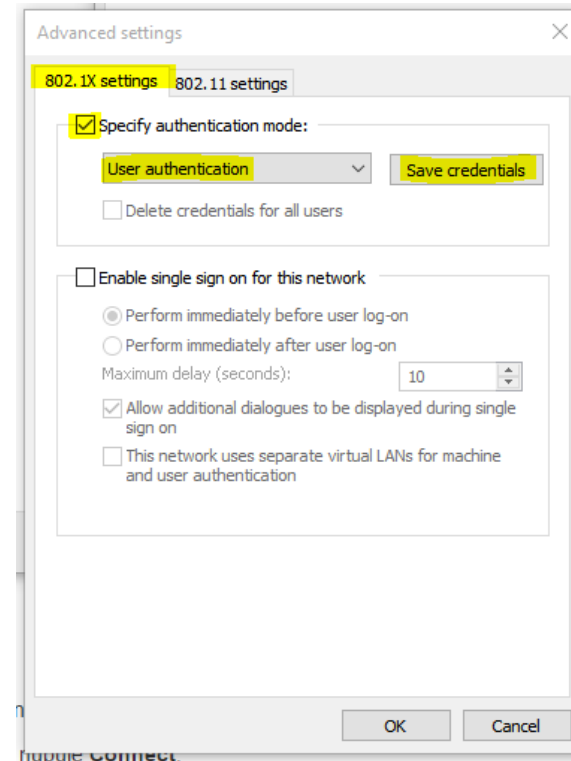 Advanced settings
802.1X settings 802.11 settings
Specify authentication mode:
User authentication Save credentials
Delete credentials for all users
Enable single sign on for this network
Perform immediately before user log-on
Perform immediately after user log-on
Maximum delay (seconds): 10
Allow additional dialogues to be displayed during single
sign on
This network uses separate virtual LANs for machine
and user authentication
OK Cancel
Connect.